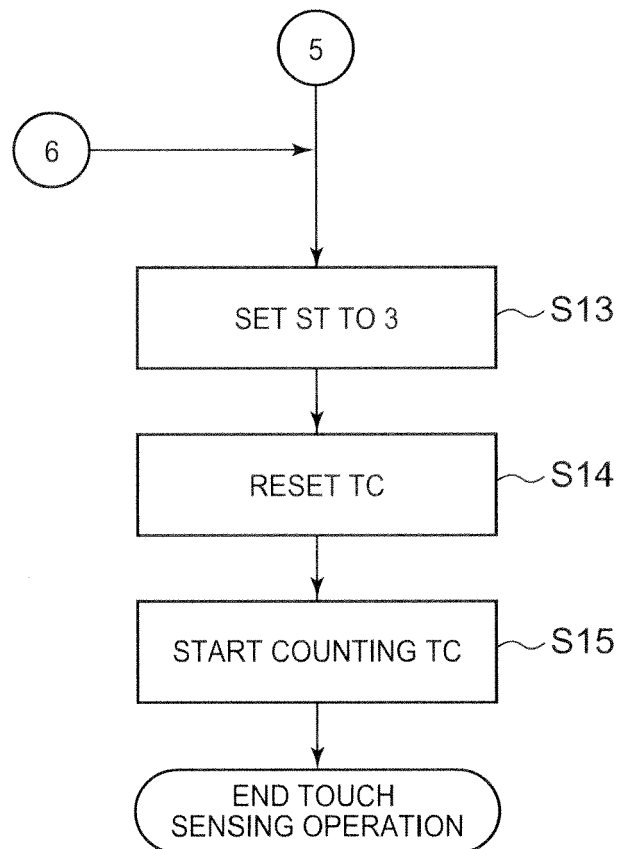 5
6
SET ST TO 3
S13
RESET TC
S14
START COUNTING TC
S15
END TOUCH
SENSING OPERATION